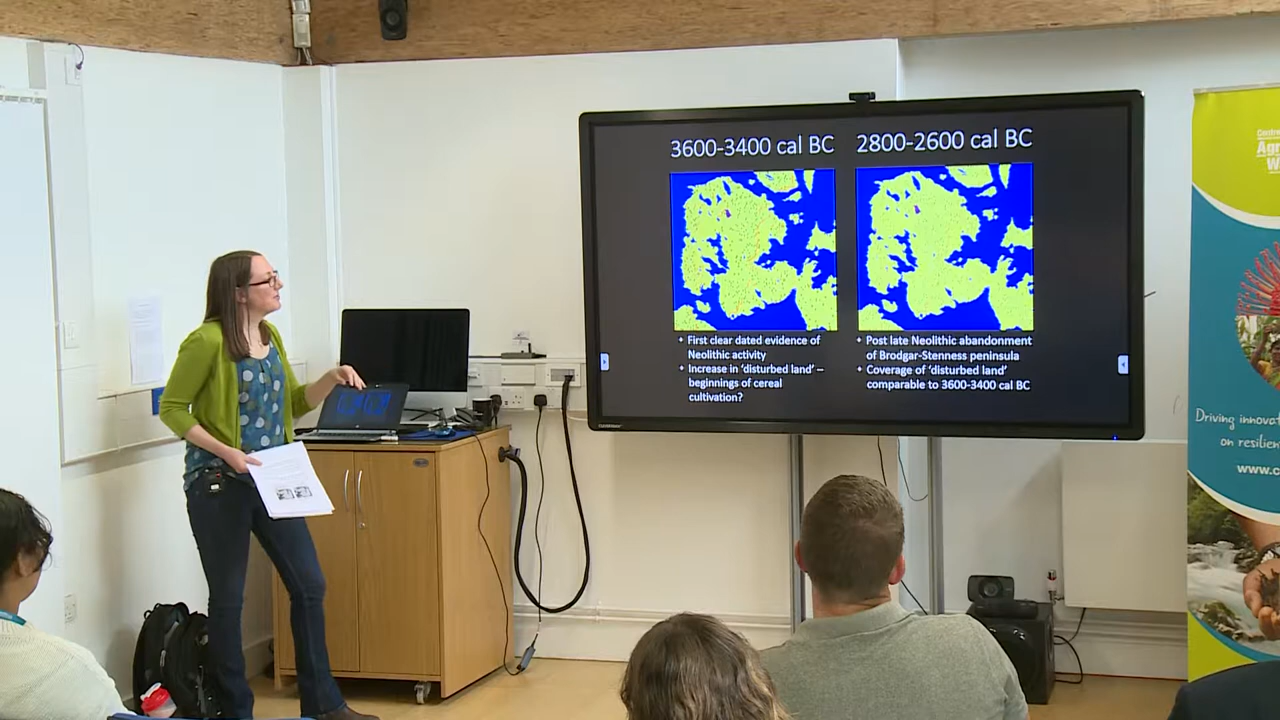 3600-3400 cal BC
First clear dated evidence of
Neolithic activity
Increase in ‘disturbed land’ –
beginnings of cereal
cultivation?
2800-2600 cal BC
Post late Neolithic abandonment
of Brodgar-Stenness peninsula
Coverage of ‘disturbed land’
comparable to 3600-3400 cal BC
Driving
on
www.c